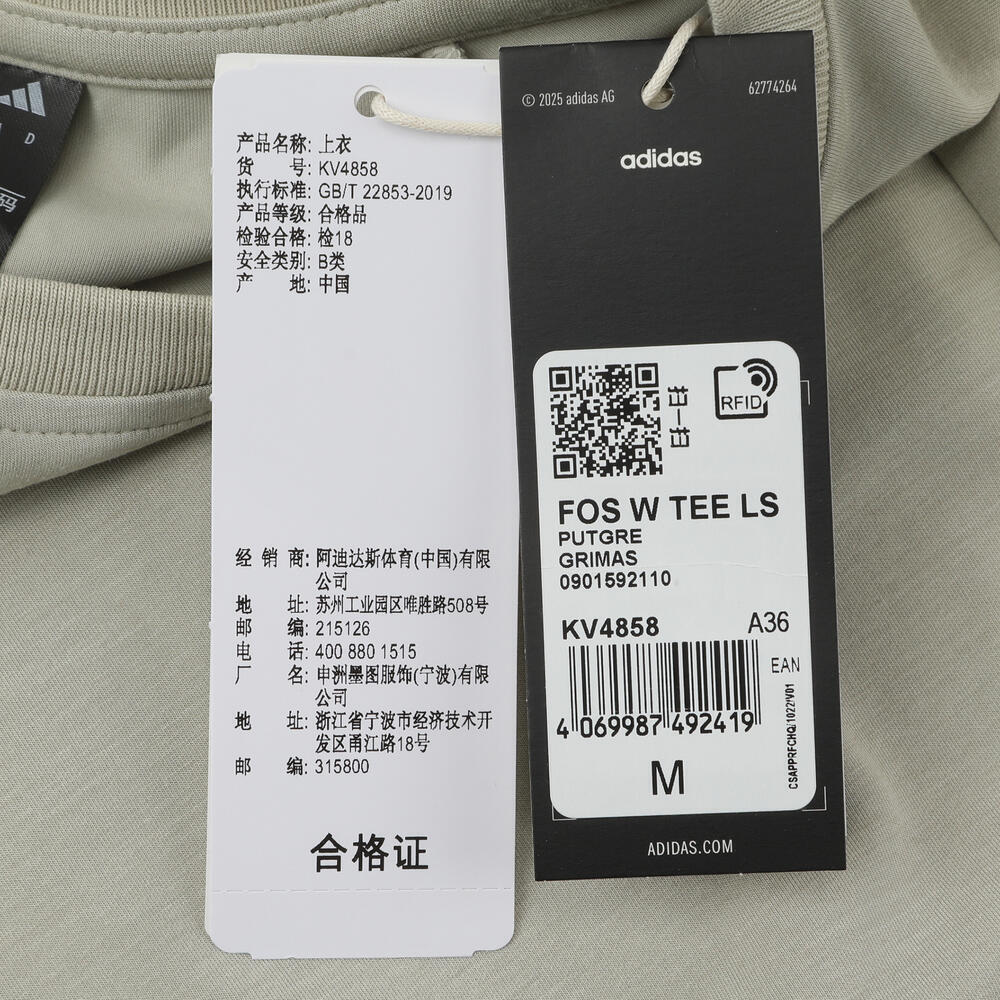 D
码
产品名称: 上衣
货 号: KV4858
执行标准: GB/T 22853-2019
产品等级: 合格品
检验合格: 检18
安全类别: B类
产 地: 中国
经 销 商: 阿迪达斯体育(中国)有限
公司
地 址: 苏州工业园区唯胜路508号
邮 编: 215126
电 话: 400 880 1515
厂 名: 申洲墨图服饰(宁波)有限
公司
地 址: 浙江省宁波市经济技术开
发区甬江路18号
邮 编: 315800
合格证
© 2025 adidas AG
62774264
adidas
扫一扫
RFID
FOS W TEE LS
PUTGRE
GRIMAS
0901592110
KV4858 A36
EAN
4 069987 492419
CSAPPRFCHQ/1022/V01
M
ADIDAS.COM